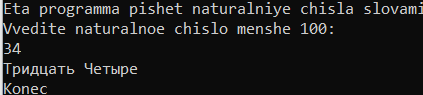 Eta programma pishet naturalniye chisla slovami
Vvedite naturalnoe chislo menshe 100:
34
Тридцать Четыре
Konec